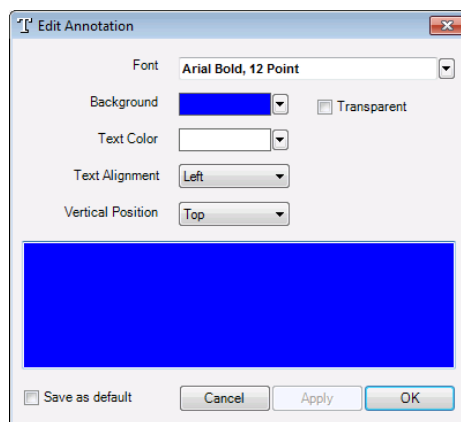 Edit Annotation
Font Arial Bold, 12 Point
Background Transparent
Text Color
Text Alignment Left
Vertical Position Top
Save as default Cancel Apply OK